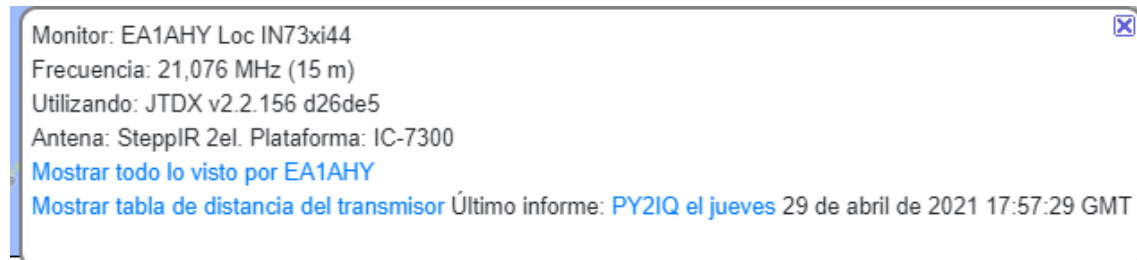 Monitor: EA1AHY Loc IN73xi44
Frecuencia: 21,076 MHz (15 m)
Utilizando: JTDX v2.2.156 d26de5
Antena: SteppIR 2el. Plataforma: IC-7300
Mostrar todo lo visto por EA1AHY
Mostrar tabla de distancia del transmisor Último informe: PY2IQ el jueves 29 de abril de 2021 17:57:29 GMT